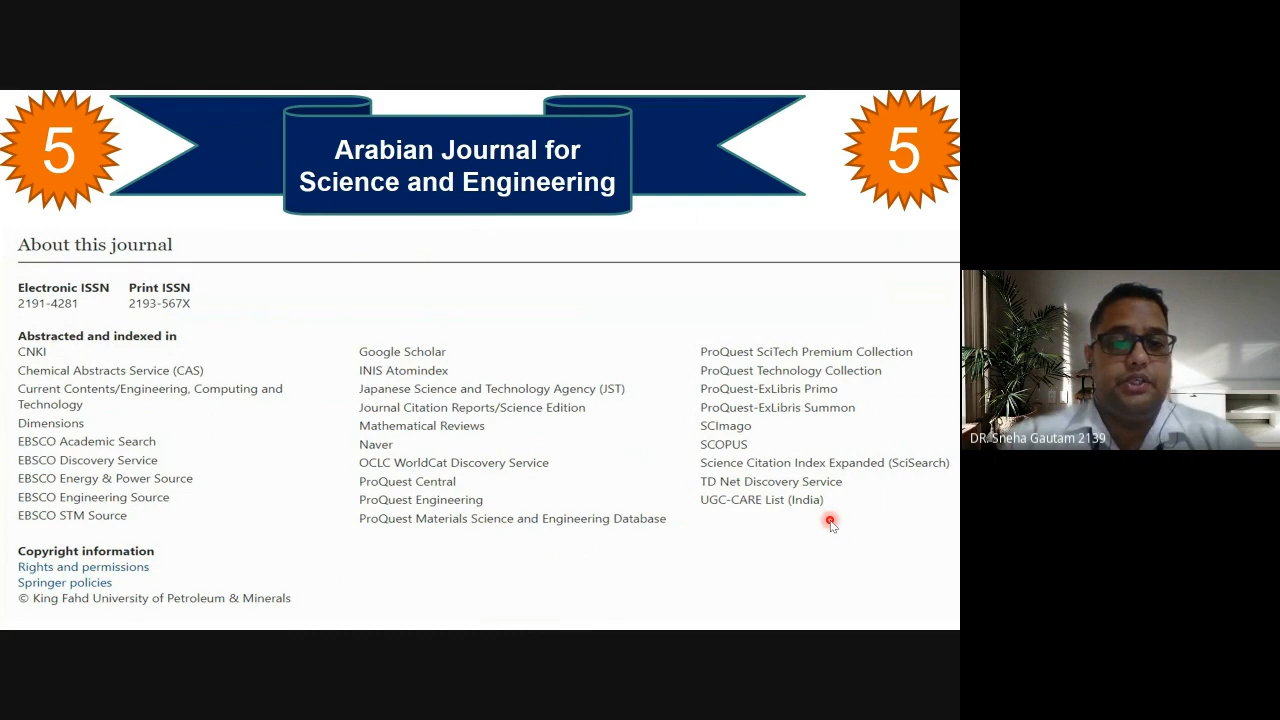 5
Arabian Journal for
Science and Engineering
5
About this journal
Electronic ISSN
2191-4281
Print ISSN
2193-567X
Abstracted and indexed in
CNKI
Chemical Abstracts Service (CAS)
Current Contents/Engineering, Computing and
Technology
Dimensions
EBSCO Academic Search
EBSCO Discovery Service
EBSCO Energy & Power Source
EBSCO Engineering Source
EBSCO STM Source
Google Scholar
INIS Atomindex
Japanese Science and Technology Agency (JST)
Journal Citation Reports/Science Edition
Mathematical Reviews
Naver
OCLC WorldCat Discovery Service
ProQuest Central
ProQuest Engineering
ProQuest Materials Science and Engineering Database
ProQuest SciTech Premium Collection
ProQuest Technology Collection
ProQuest-ExLibris Primo
ProQuest-ExLibris Summon
SCImago
SCOPUS
Science Citation Index Expanded (SciSearch)
TD Net Discovery Service
UGC-CARE List (India)
Copyright information
Rights and permissions
Springer policies
© King Fahd University of Petroleum & Minerals
DR. Sneha Gautam 2139